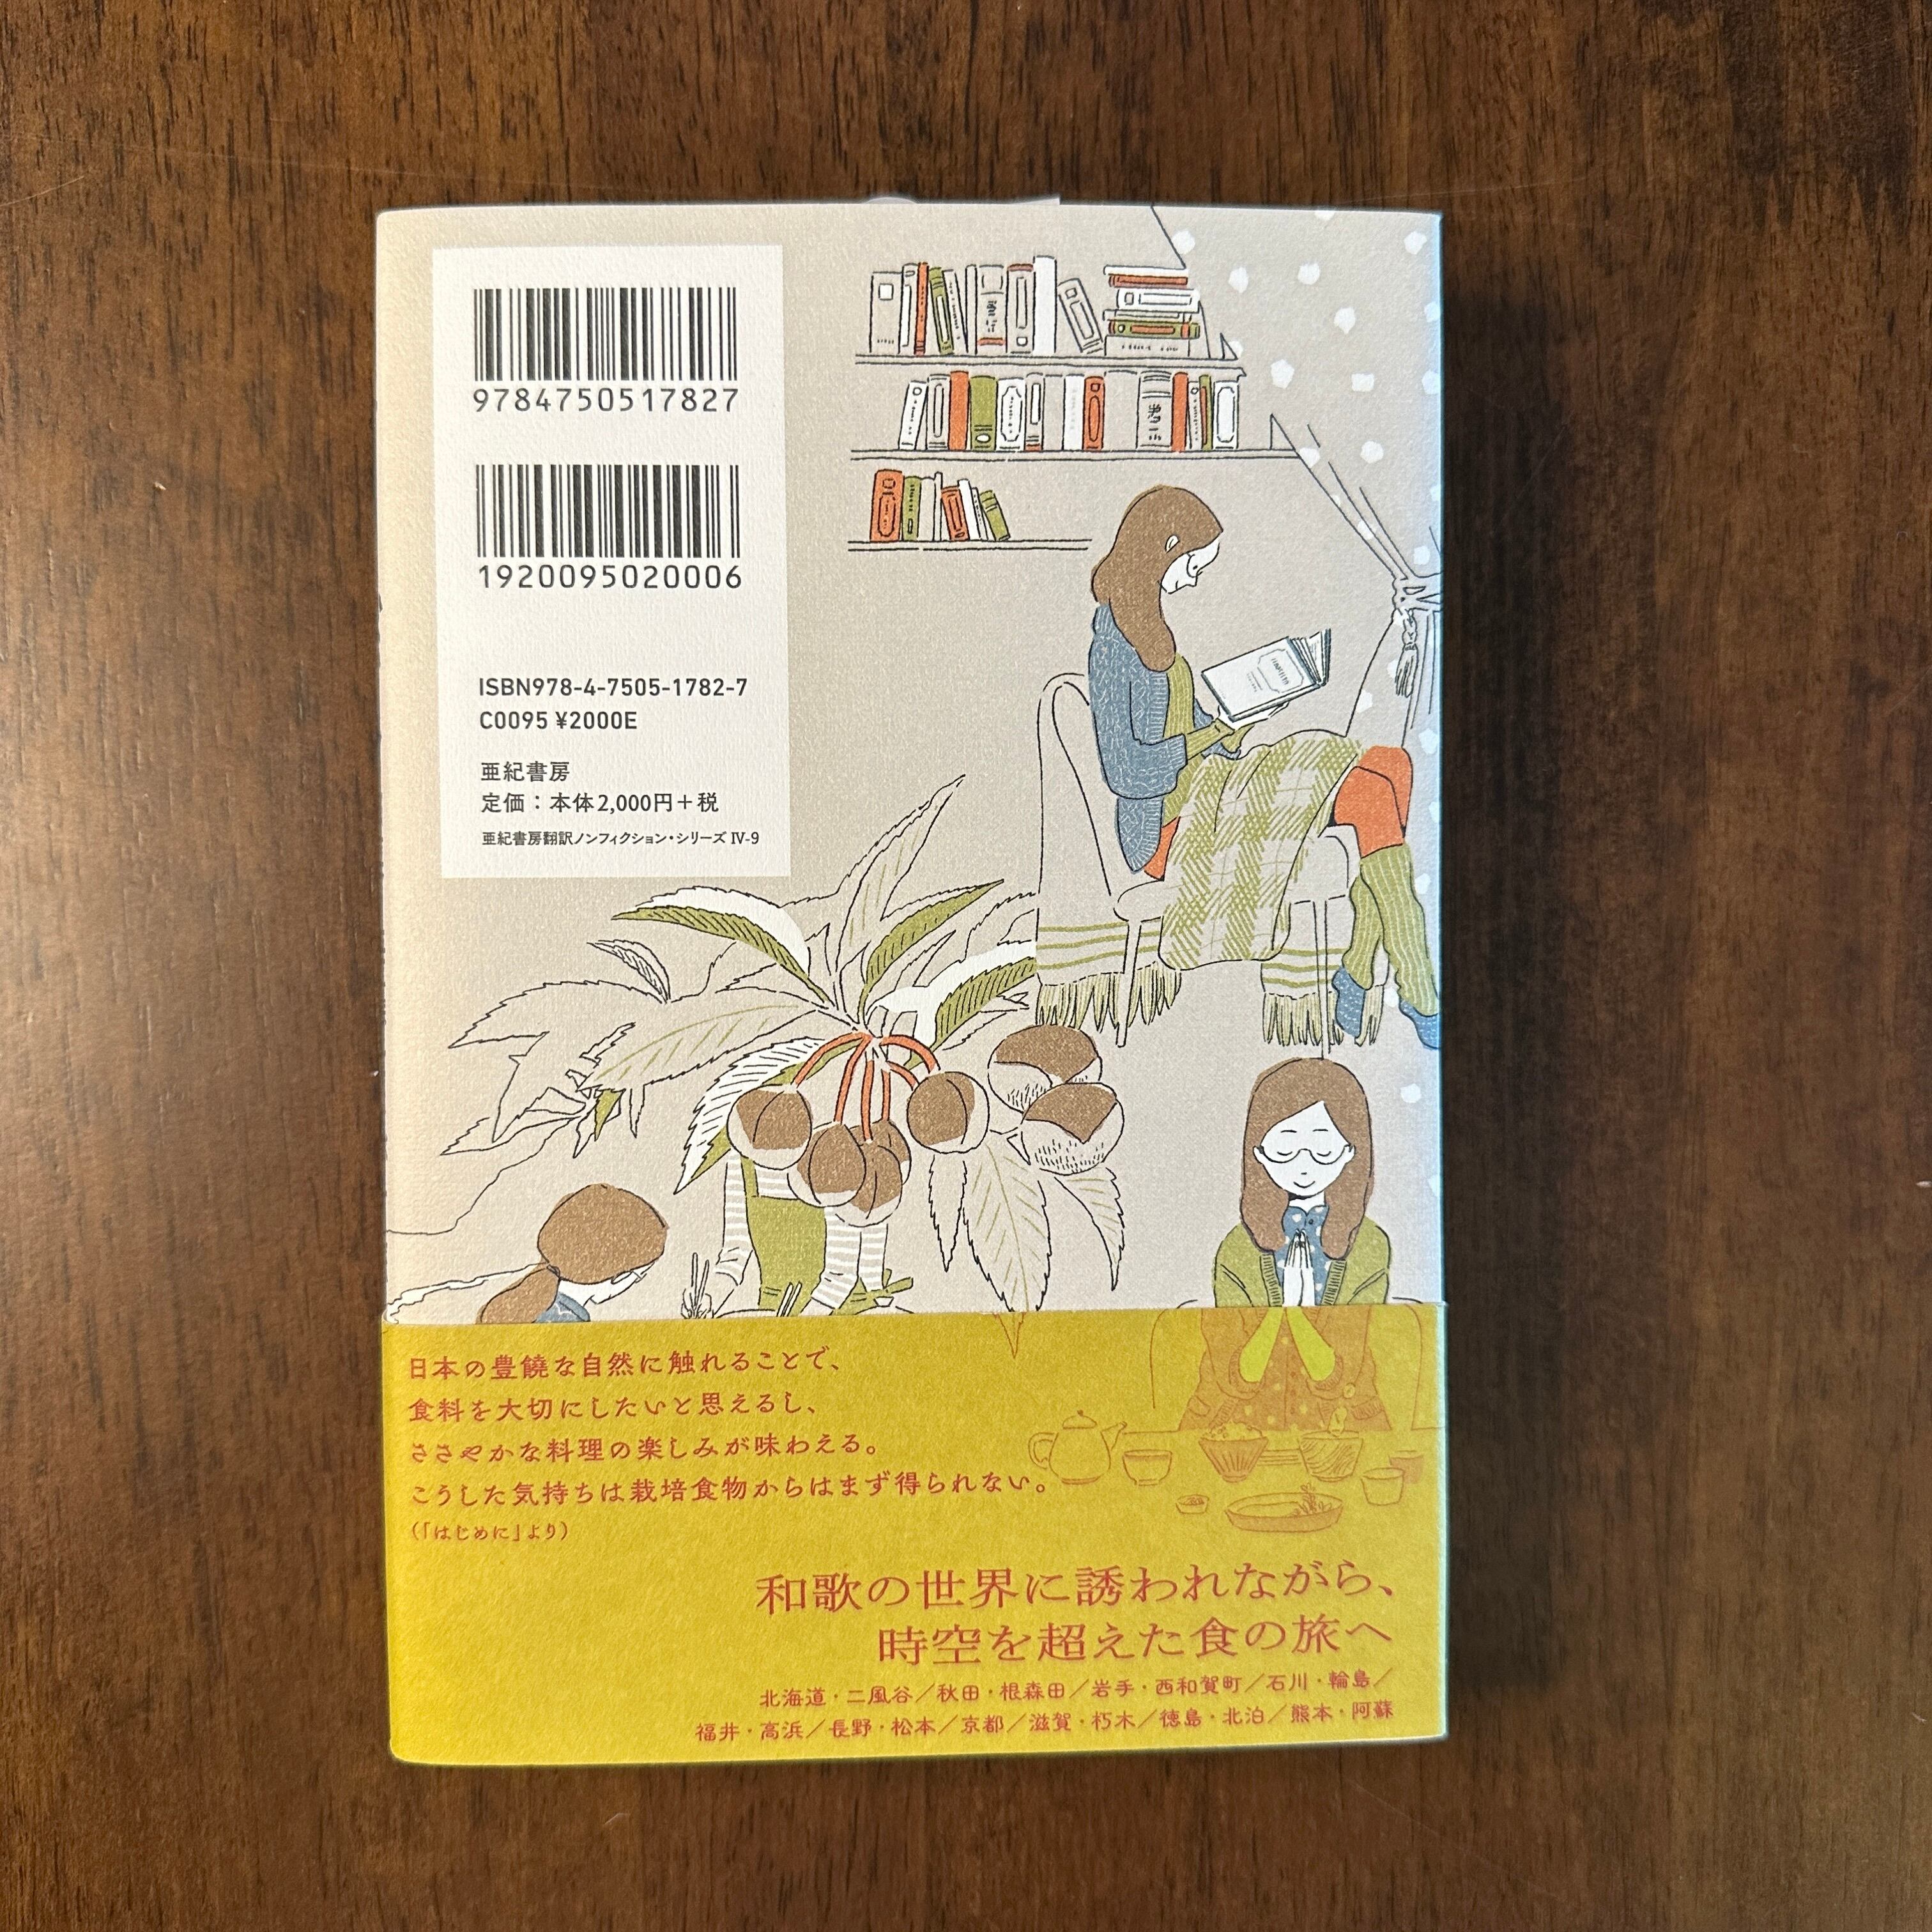 9784750517827
1920095020006
ISBN978-4-7505-1782-7
C0095 ¥2000E
亜紀書房
定価：本体2,000円＋税
亜紀書房翻訳ノンフィクション・シリーズ Ⅳ-9
日本の豊饒な自然に触れることで、
食料を大切にしたいと思えるし、
ささやかな料理の楽しみが味わえる。
こうした気持ちは栽培食物からはまず得られない。
（「はじめに」より）
和歌の世界に誘われながら、
時空を超えた食の旅へ
北海道・二風谷／秋田・根森田／岩手・西和賀町／石川・輪島／
福井・高浜／長野・松本／京都／滋賀・朽木／徳島・北泊／熊本・阿蘇